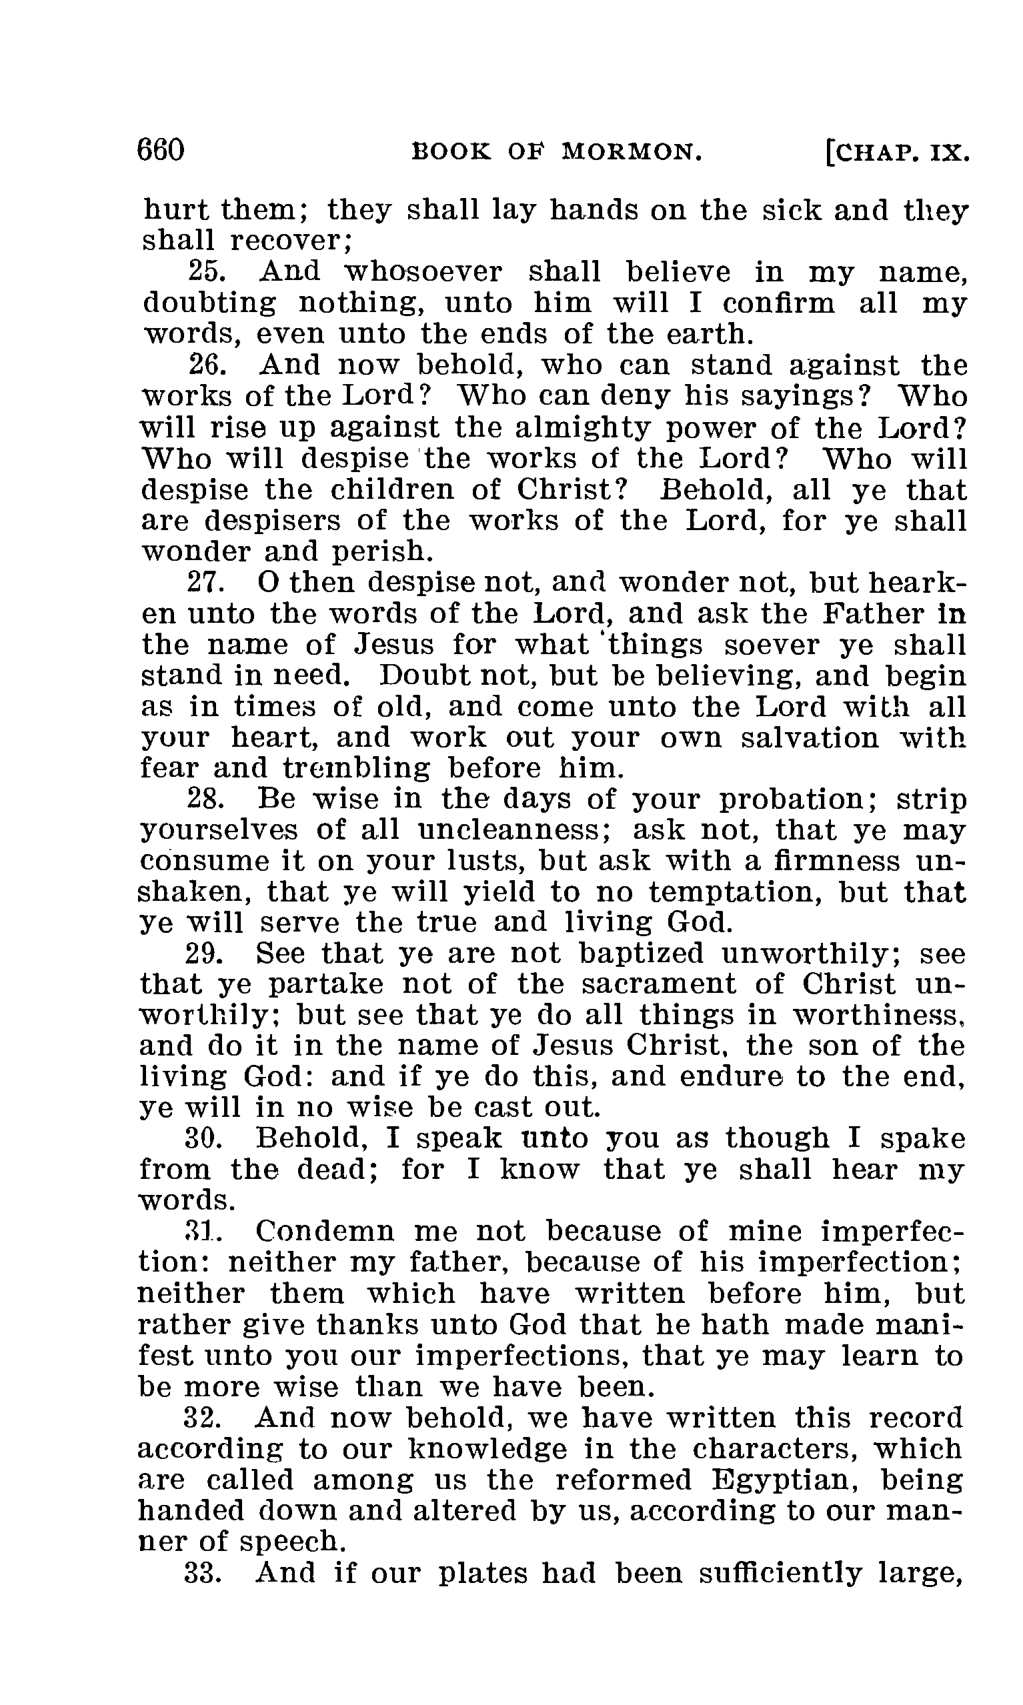 660 BOOK OF MORMON. [CHAP. IX.
hurt them; they shall lay hands on the sick and they
shall recover;
25. And whosoever shall believe in my name,
doubting nothing, unto him will I confirm all my
words, even unto the ends of the earth.
26. And now behold, who can stand against the
works of the Lord? Who can deny his sayings? Who
will rise up against the almighty power of the Lord?
Who will despise the works of the Lord? Who will
despise the children of Christ? Behold, all ye that
are despisers of the works of the Lord, for ye shall
wonder and perish.
27. O then despise not, and wonder not, but heark-
en unto the words of the Lord, and ask the Father in
the name of Jesus for what things soever ye shall
stand in need. Doubt not, but be believing, and begin
as in times of old, and come unto the Lord with all
your heart, and work out your own salvation with
fear and trembling before him.
28. Be wise in the days of your probation; strip
yourselves of all uncleanness; ask not, that ye may
consume it on your lusts, but ask with a firmness un-
shaken, that ye will yield to no temptation, but that
ye will serve the true and living God.
29. See that ye are not baptized unworthily; see
that ye partake not of the sacrament of Christ un-
worthily; but see that ye do all things in worthiness,
and do it in the name of Jesus Christ, the son of the
living God: and if ye do this, and endure to the end,
ye will in no wise be cast out.
30. Behold, I speak unto you as though I spake
from the dead; for I know that ye shall hear my
words.
31. Condemn me not because of mine imperfec-
tion: neither my father, because of his imperfection;
neither them which have written before him, but
rather give thanks unto God that he hath made mani-
fest unto you our imperfections, that ye may learn to
be more wise than we have been.
32. And now behold, we have written this record
according to our knowledge in the characters, which
are called among us the reformed Egyptian, being
handed down and altered by us, according to our man-
ner of speech.
33. And if our plates had been sufficiently large,